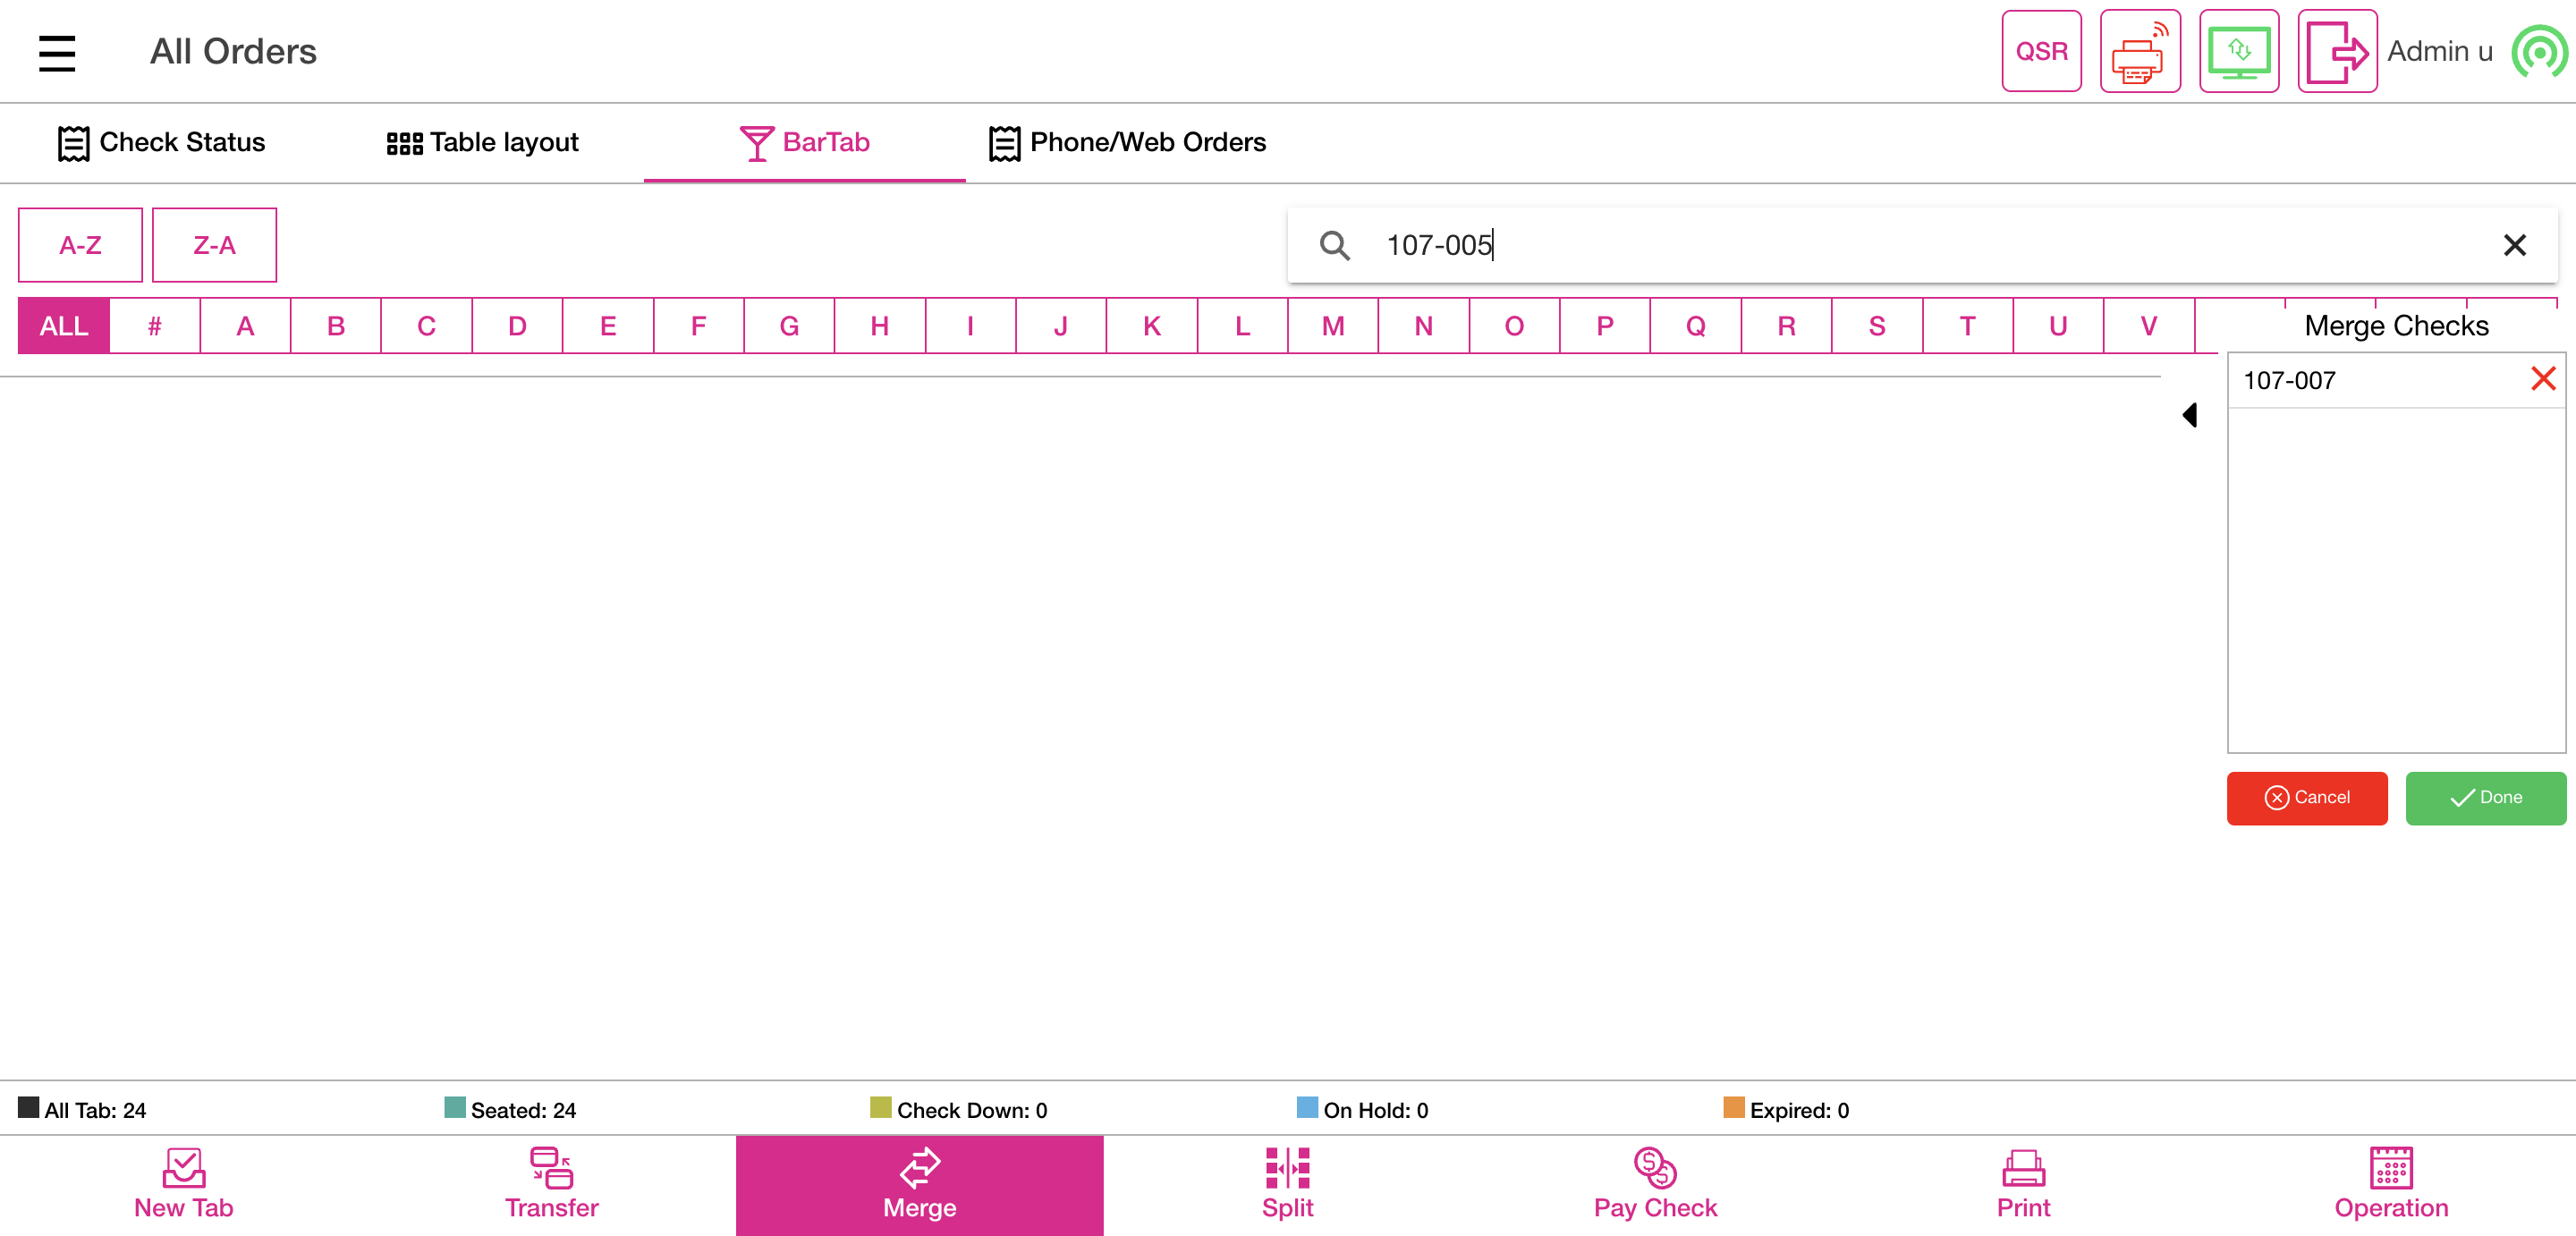 All Orders
QSR
Admin u
Check Status
Table layout
BarTab
Phone/Web Orders
A-Z
Z-A
107-005
ALL # A B C D E F G H I J K L M N O P Q R S T U V
Merge Checks
107-007
Cancel
Done
All Tab: 24
Seated: 24
Check Down: 0
On Hold: 0
Expired: 0
New Tab
Transfer
Merge
Split
Pay Check
Print
Operation